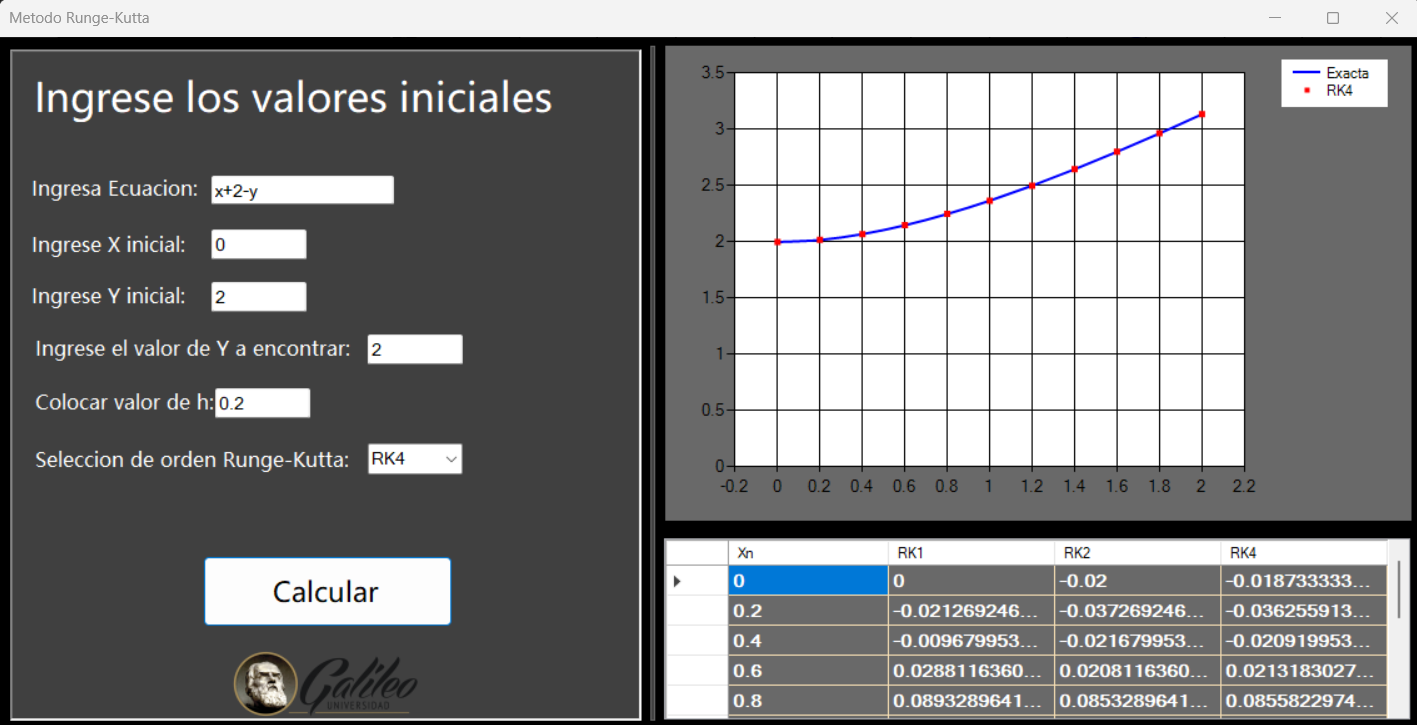 Metodo Runge-Kutta
Ingrese los valores iniciales
Ingresa Ecuacion: x+2-y
Ingrese X inicial: 0
Ingrese Y inicial: 2
Ingrese el valor de Y a encontrar: 2
Colocar valor de h: 0.2
Seleccion de orden Runge-Kutta: RK4
Calcular
Galileo
UNIVERSIDAD
Exacta
RK4
3.5
3
2.5
2
1.5
1
0.5
0
-0.2 0 0.2 0.4 0.6 0.8 1 1.2 1.4 1.6 1.8 2 2.2
Xn RK1 RK2 RK4
0 0 -0.02 -0.018733333...
0.2 -0.021269246... -0.037269246... -0.036255913...
0.4 -0.009679953... -0.021679953... -0.020919953...
0.6 0.0288116360... 0.0208116360... 0.0213183027...
0.8 0.0893289641... 0.0853289641... 0.0855822974...